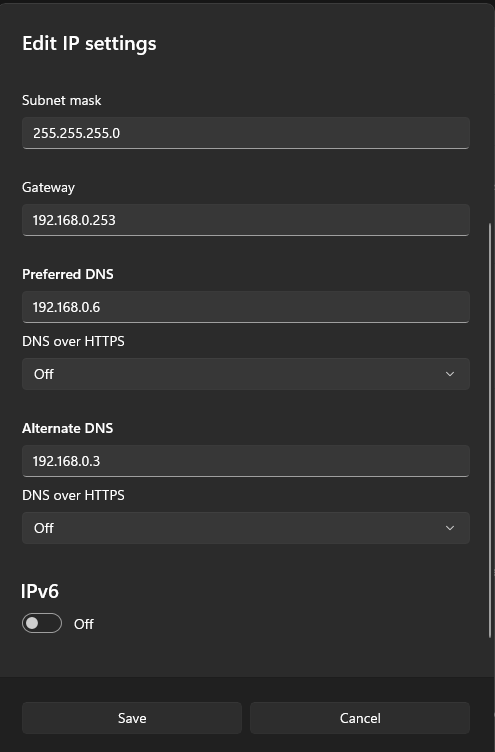 Edit IP settings
Subnet mask
255.255.255.0
Gateway
192.168.0.253
Preferred DNS
192.168.0.6
DNS over HTTPS
Off
Alternate DNS
192.168.0.3
DNS over HTTPS
Off
IPv6
Off
Save
Cancel